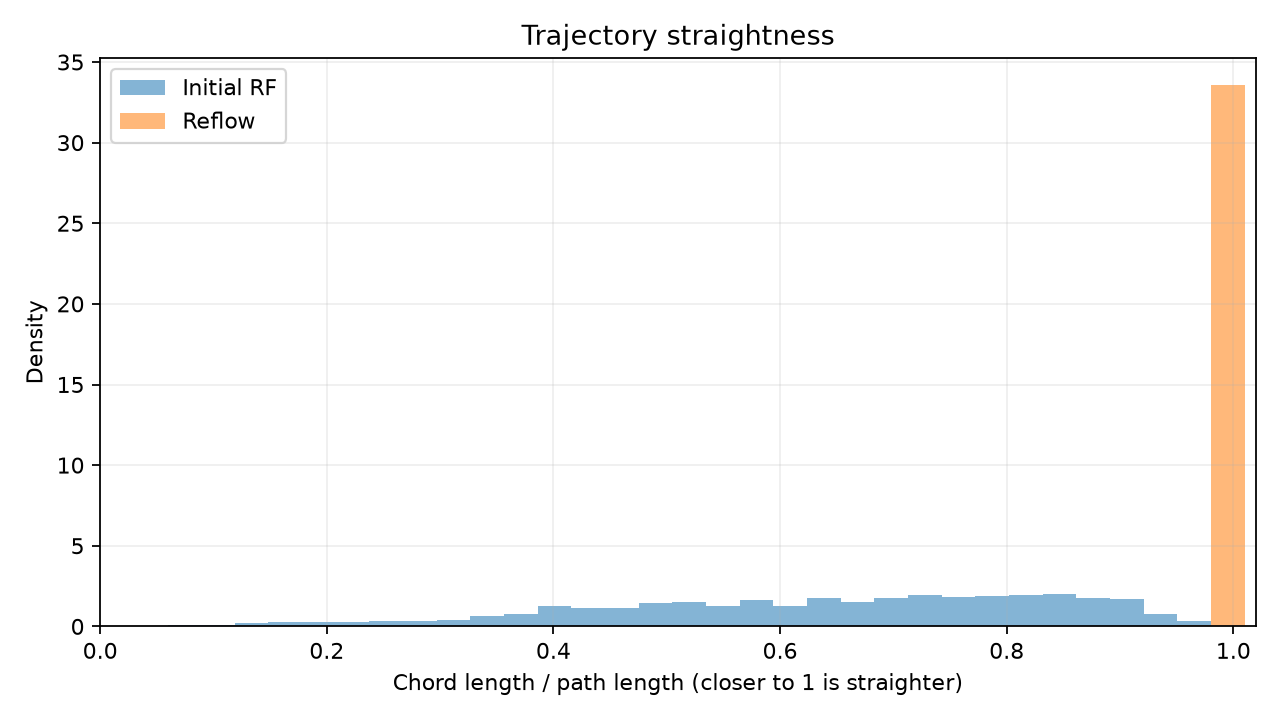 Trajectory straightness
35
30
25
20
15
10
5
0
Density
Initial RF
Reflow
0.0 0.2 0.4 0.6 0.8 1.0
Chord length / path length (closer to 1 is straighter)